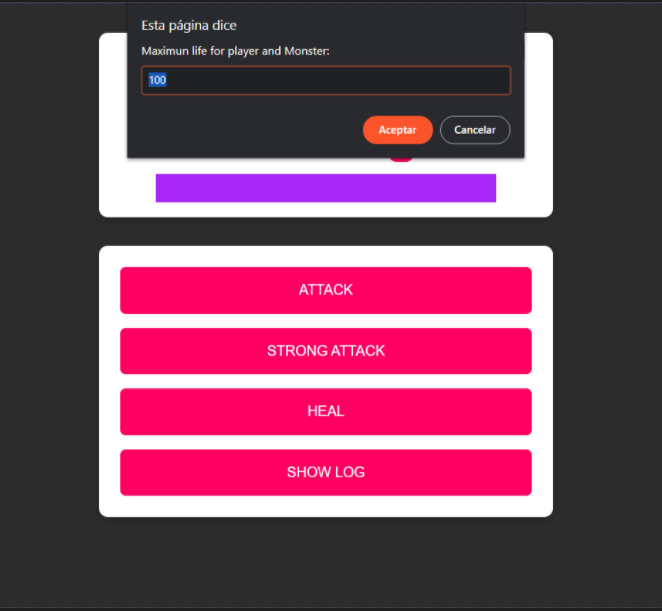 Esta página dice
Maximun life for player and Monster:
100
Aceptar
Cancelar
ATTACK
STRONG ATTACK
HEAL
SHOW LOG